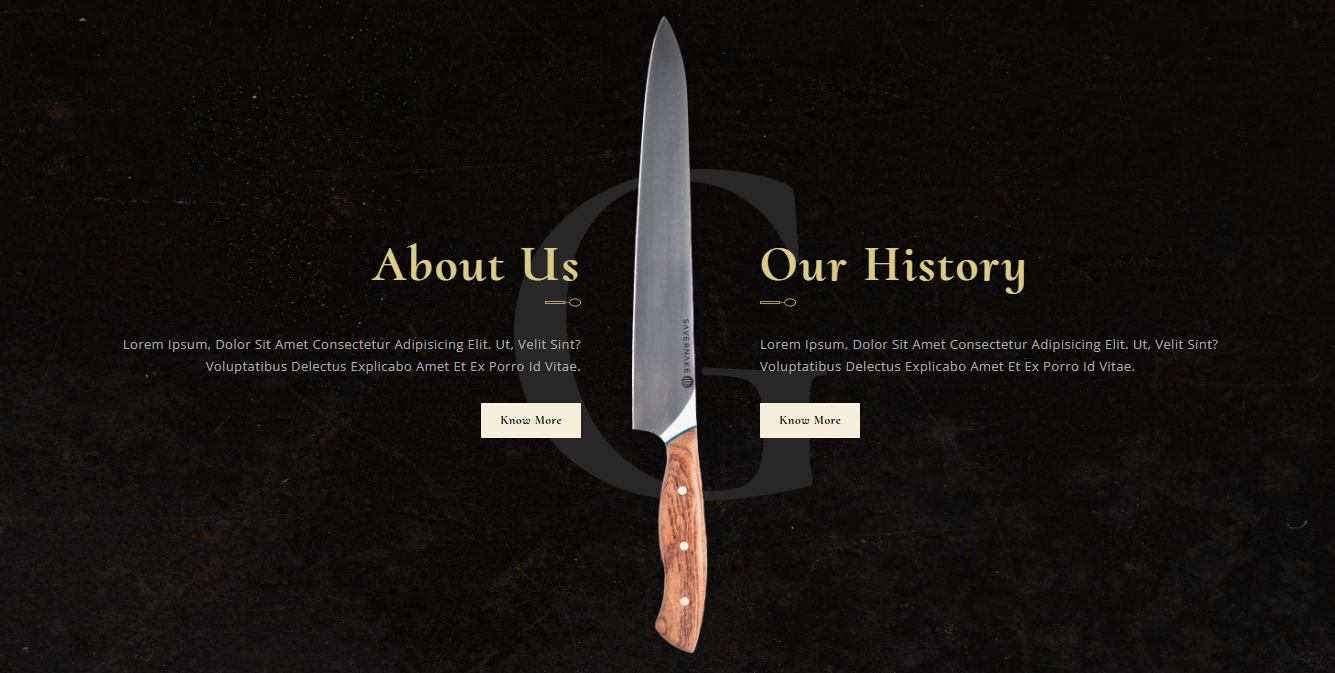 About Us
Lorem Ipsum, Dolor Sit Amet Consectetur Adipisicing Elit. Ut, Velit Sint?
Voluptatibus Delectus Explicabo Amet Et Ex Porro Id Vitae.
Know More
G
SAVERNAKE
Our History
Lorem Ipsum, Dolor Sit Amet Consectetur Adipisicing Elit. Ut, Velit Sint?
Voluptatibus Delectus Explicabo Amet Et Ex Porro Id Vitae.
Know More